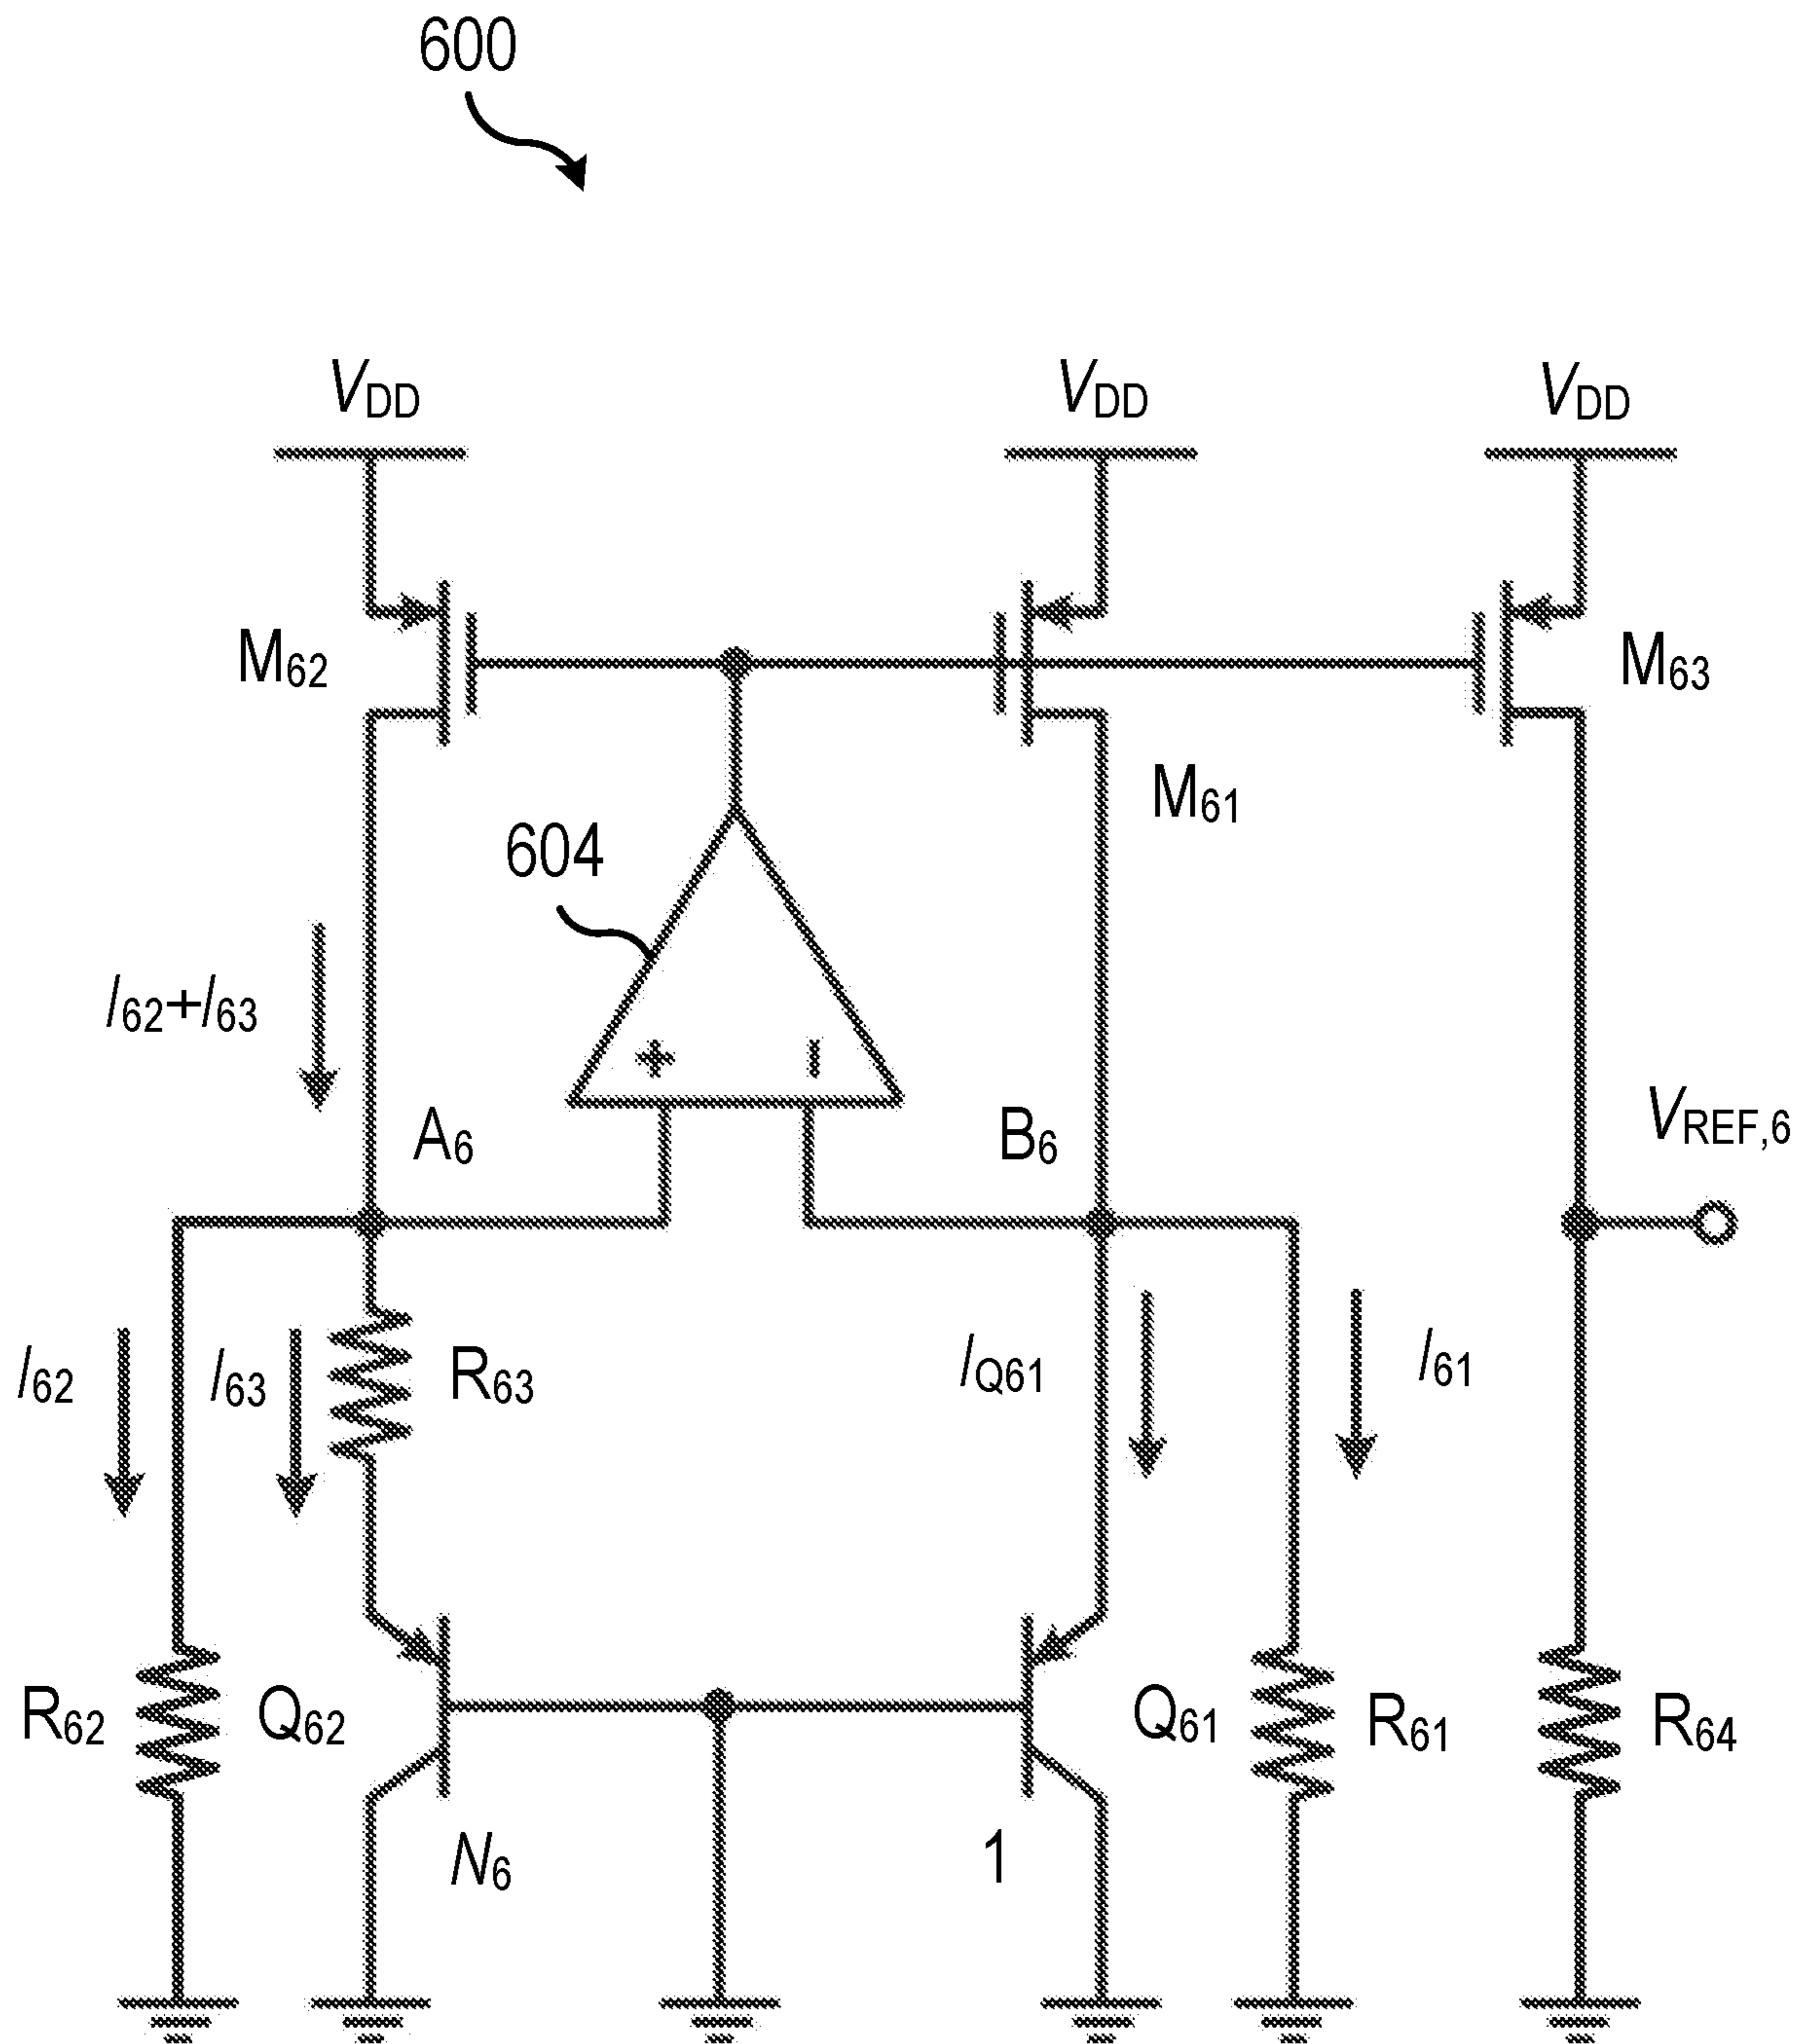 600
VDD
VDD
VDD
M62
M63
M61
604
I62+I63
+
−
A6
B6
VREF,6
I62
I63
R63
IQ61
I61
R62
Q62
Q61
R61
R64
N6
1